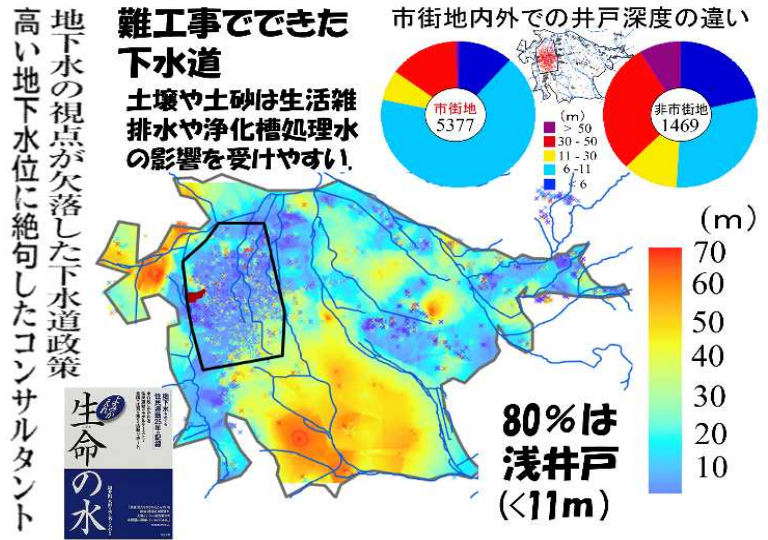 地下水の視点が欠落した下水道政策
高い地下水位に絶句したコンサルタント
難工事でできた
下水道
土壌や土砂は生活雑
排水や浄化槽処理水
の影響を受けやすい.
市街地内外での井戸深度の違い
市街地
5377
非市街地
1469
(m)
> 50
30 - 50
11 - 30
6 -11
< 6
(m)
70
60
50
40
30
20
10
80%は
浅井戸
(<11m)
生命の水